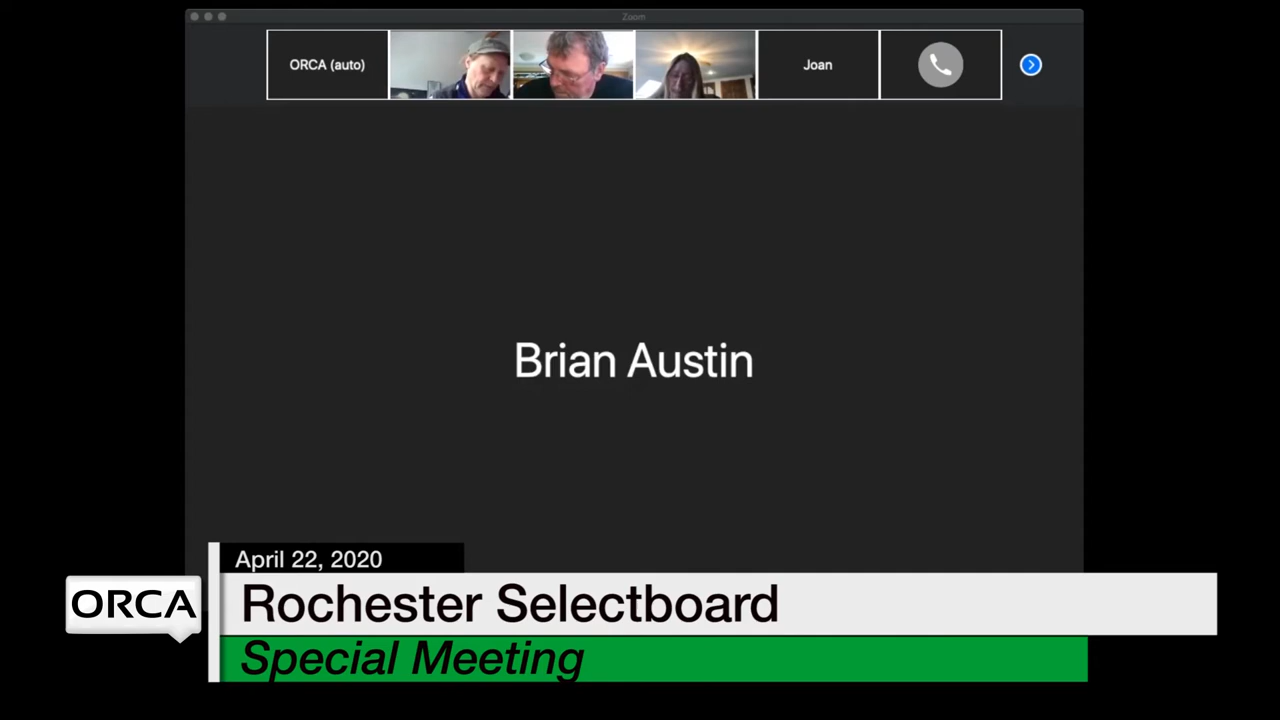 Zoom
ORCA (auto)
Joan
Brian Austin
April 22, 2020
ORCA
Rochester Selectboard
Special Meeting